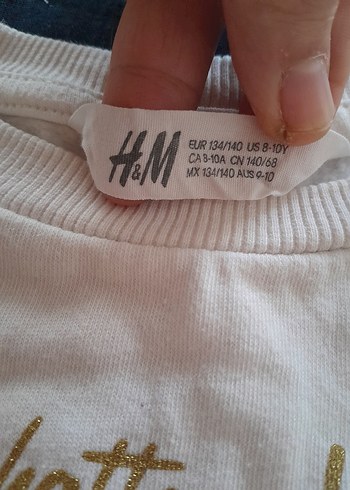 H&M
EUR 134/140 US 8-10Y
CA 8-10A CN 140/68
MX 134/140 AUS 9-10